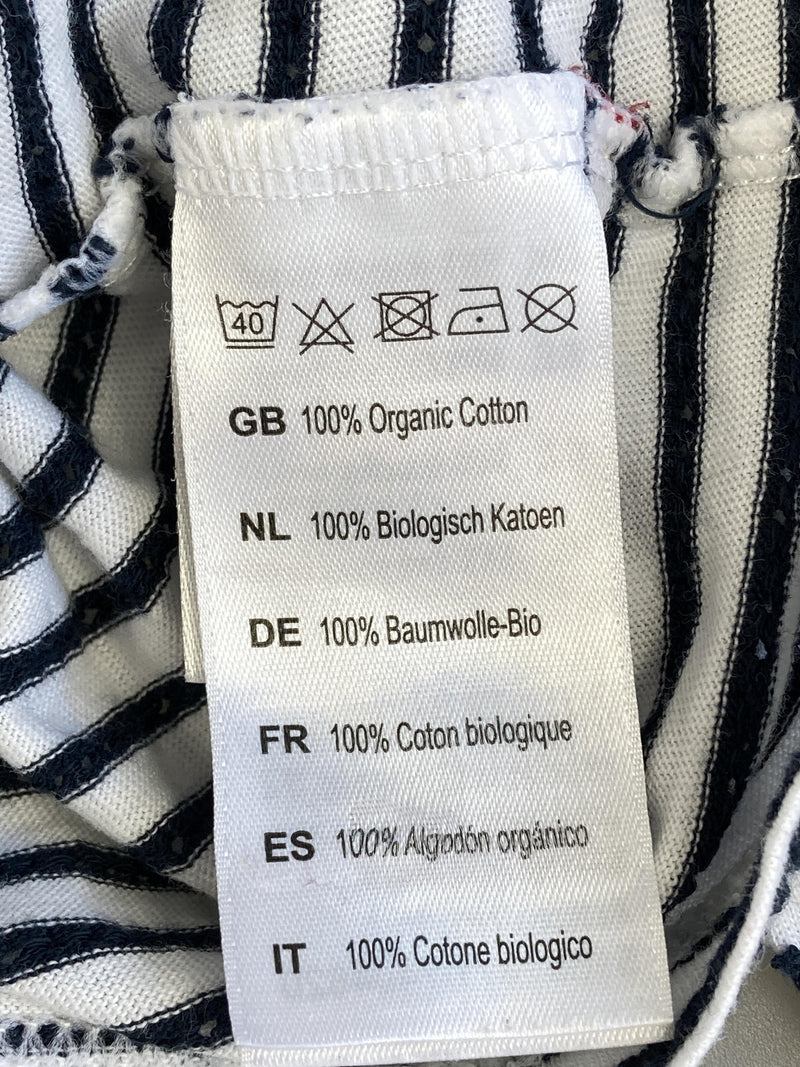 40
GB 100% Organic Cotton
NL 100% Biologisch Katoen
DE 100% Baumwolle-Bio
FR 100% Coton biologique
ES 100% Algodón orgánico
IT 100% Cotone biologico